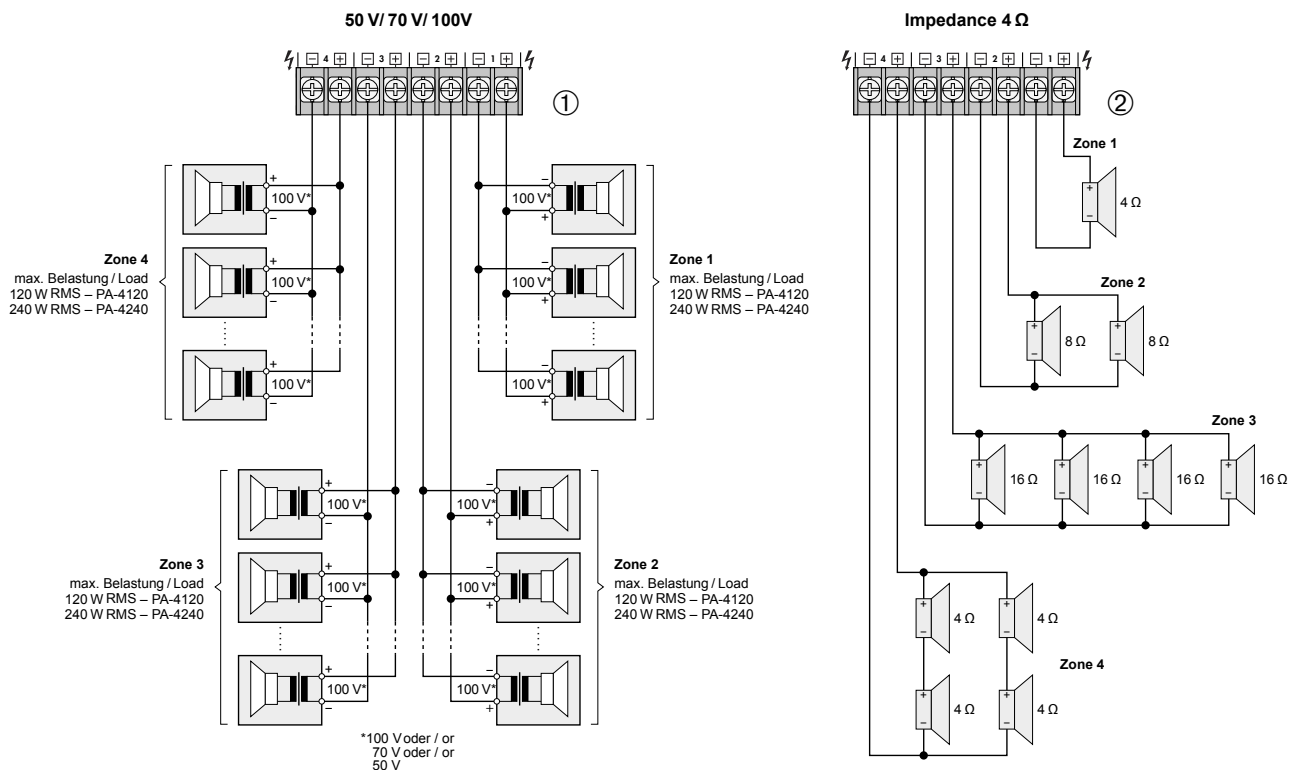 50 V/ 70 V/ 100V
− 4 + − 3 + − 2 + − 1 +
①
+
100 V*
−
+
100 V*
−
+
100 V*
−
Zone 4
max. Belastung / Load
120 W RMS – PA-4120
240 W RMS – PA-4240
−
100 V*
+
−
100 V*
+
−
100 V*
+
Zone 1
max. Belastung / Load
120 W RMS – PA-4120
240 W RMS – PA-4240
+
100 V*
−
+
100 V*
−
+
100 V*
−
Zone 3
max. Belastung / Load
120 W RMS – PA-4120
240 W RMS – PA-4240
−
100 V*
+
−
100 V*
+
−
100 V*
+
Zone 2
max. Belastung / Load
120 W RMS – PA-4120
240 W RMS – PA-4240
*100 V oder / or
70 V oder / or
50 V
Impedance 4 Ω
− 4 + − 3 + − 2 + − 1 +
②
Zone 1
+
− 
4 Ω
Zone 2
+ +
8 Ω 8 Ω
− −
Zone 3
+ + + +
16 Ω 16 Ω 16 Ω 16 Ω
− − − −
+ +
4 Ω 4 Ω
− −
Zone 4
+ +
4 Ω 4 Ω
− −